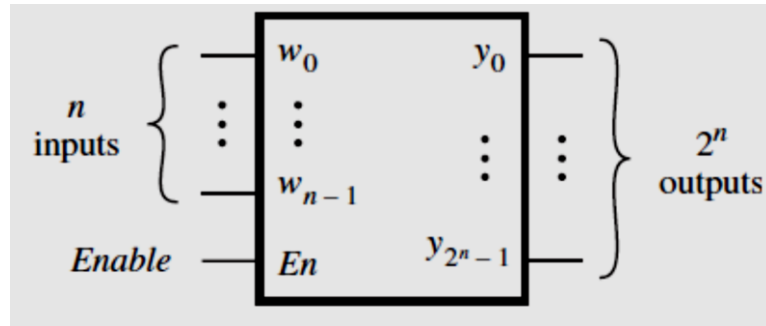 w₀ y₀
n
inputs
2ⁿ
outputs
wₙ₋₁
Enable En y₂ⁿ₋₁